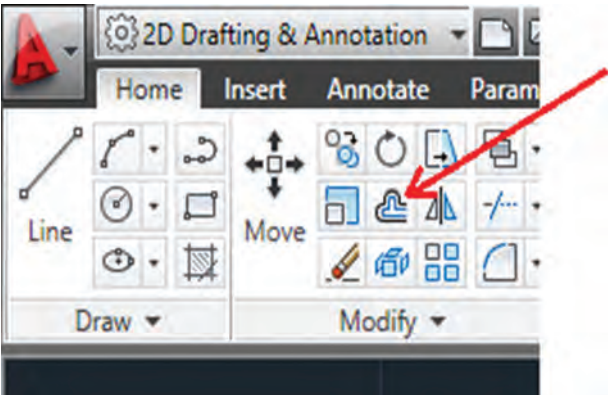 2D Drafting & Annotation
Home Insert Annotate Param
Line
Move
Draw
Modify